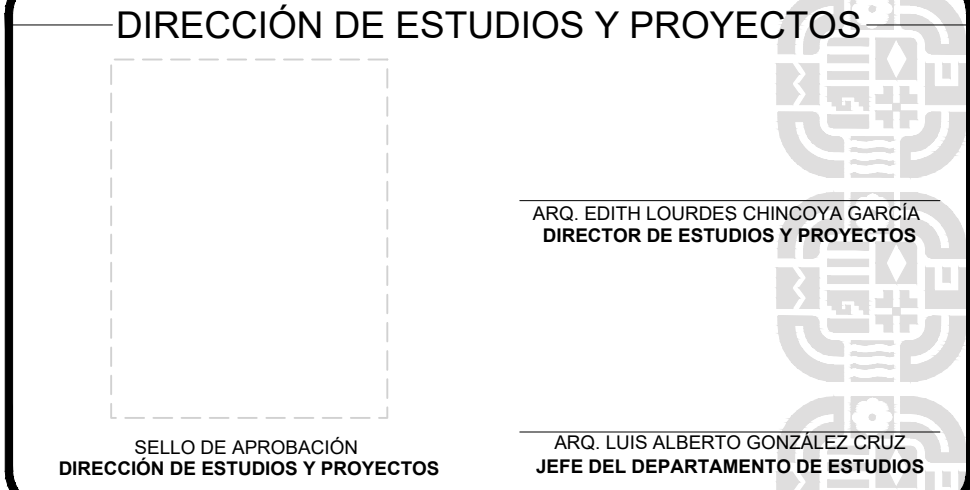 DIRECCIÓN DE ESTUDIOS Y PROYECTOS
ARQ. EDITH LOURDES CHINCOYA GARCÍA
DIRECTOR DE ESTUDIOS Y PROYECTOS
SELLO DE APROBACIÓN
DIRECCIÓN DE ESTUDIOS Y PROYECTOS
ARQ. LUIS ALBERTO GONZÁLEZ CRUZ
JEFE DEL DEPARTAMENTO DE ESTUDIOS